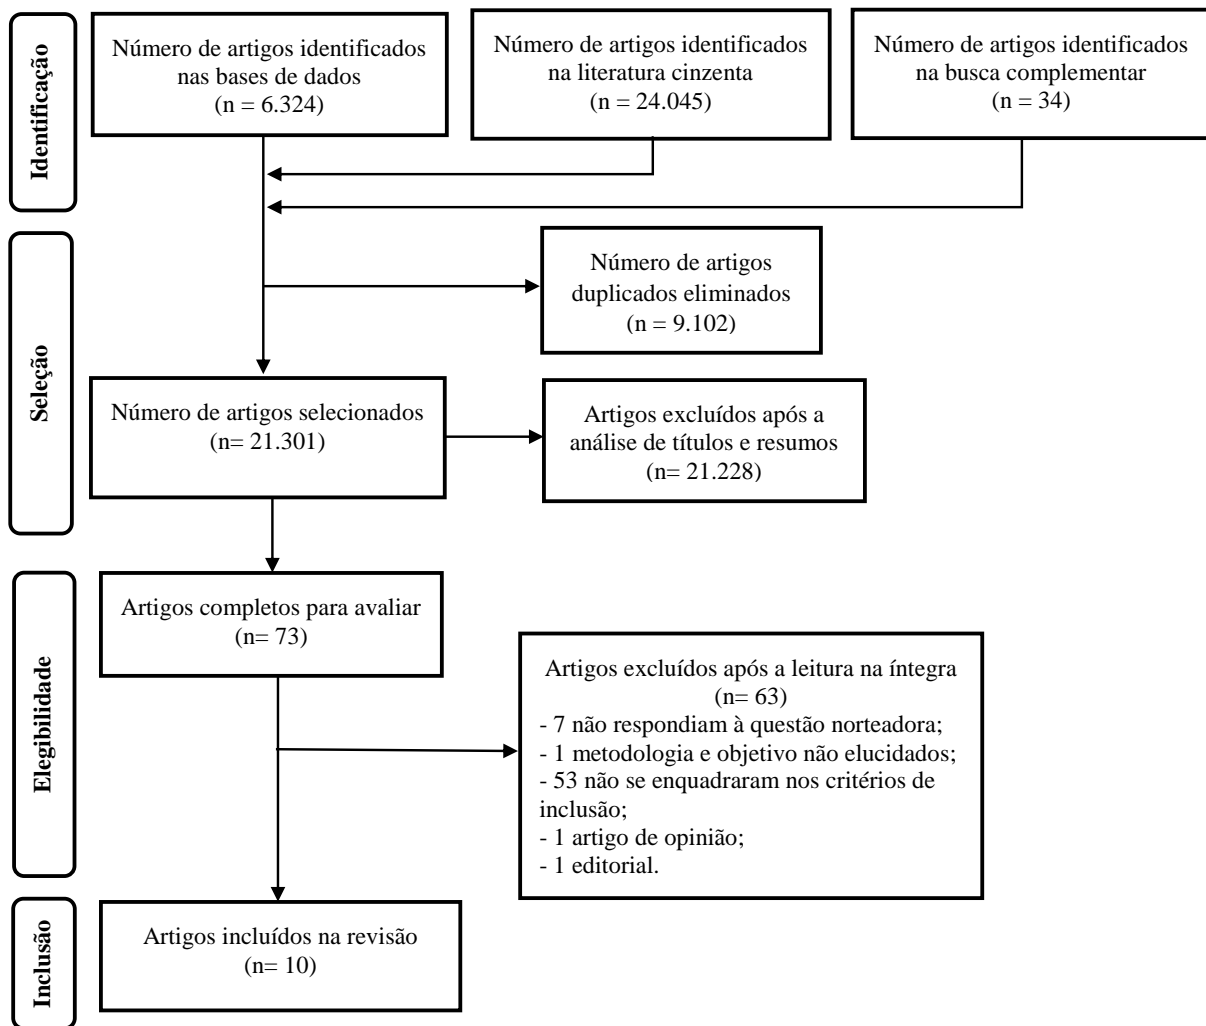 Identificação
Número de artigos identificados
nas bases de dados
(n = 6.324)
Número de artigos identificados
na literatura cinzenta
(n = 24.045)
Número de artigos identificados
na busca complementar
(n = 34)
Seleção
Número de artigos
duplicados eliminados
(n = 9.102)
Número de artigos selecionados
(n= 21.301)
Artigos excluídos após a
análise de títulos e resumos
(n= 21.228)
Elegibilidade
Artigos completos para avaliar
(n= 73)
Artigos excluídos após a leitura na íntegra
(n= 63)
- 7 não respondiam à questão norteadora;
- 1 metodologia e objetivo não elucidados;
- 53 não se enquadraram nos critérios de
inclusão;
- 1 artigo de opinião;
- 1 editorial.
Inclusão
Artigos incluídos na revisão
(n= 10)